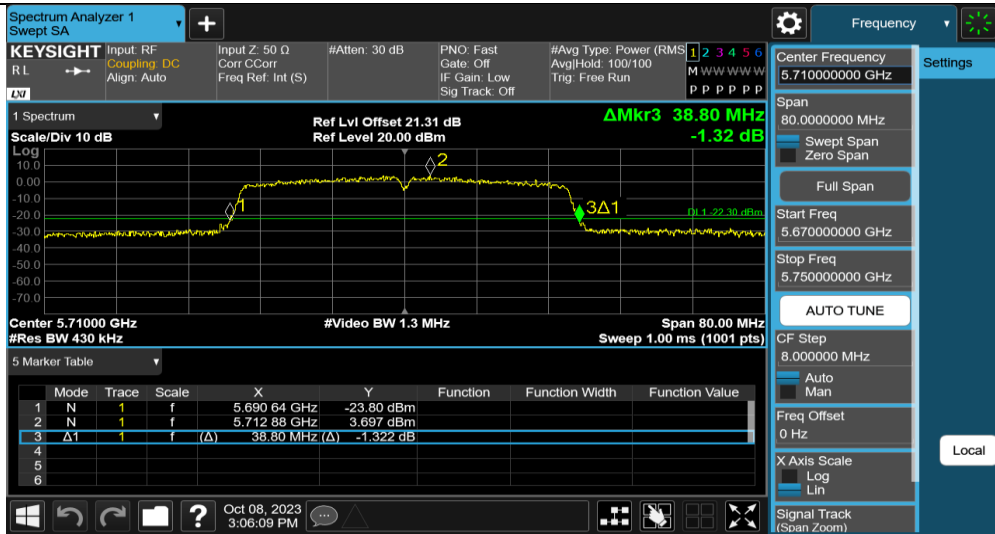 Spectrum Analyzer 1
Swept SA
Frequency
KEYSIGHT
RL
LXI
Input: RF
Coupling: DC
Align: Auto
Input Z: 50 Ω
Corr CCorr
Freq Ref: Int (S)
#Atten: 30 dB
PNO: Fast
Gate: Off
IF Gain: Low
Sig Track: Off
#Avg Type: Power (RMS
Avg|Hold: 100/100
Trig: Free Run
1 2 3 4 5 6
M W W W W W
P P P P P P
1 Spectrum
Scale/Div 10 dB
Ref Lvl Offset 21.31 dB
Ref Level 20.00 dBm
ΔMkr3 38.80 MHz
-1.32 dB
Log
10.0
0.00
-10.0
-20.0
-30.0
-40.0
-50.0
-60.0
-70.0
1
2
3Δ1
DL1 -22.30 dBm
Center 5.71000 GHz
#Res BW 430 kHz
#Video BW 1.3 MHz
Span 80.00 MHz
Sweep 1.00 ms (1001 pts)
5 Marker Table
Mode Trace Scale X Y Function Function Width Function Value
1 N 1 f 5.690 64 GHz -23.80 dBm
2 N 1 f 5.712 88 GHz 3.697 dBm
3 Δ1 1 f (Δ) 38.80 MHz (Δ) -1.322 dB
4
5
6
Oct 08, 2023
3:06:09 PM
Center Frequency
5.710000000 GHz
Span
80.0000000 MHz
Swept Span
Zero Span
Full Span
Start Freq
5.670000000 GHz
Stop Freq
5.750000000 GHz
AUTO TUNE
CF Step
8.000000 MHz
Auto
Man
Freq Offset
0 Hz
X Axis Scale
Log
Lin
Signal Track
(Span Zoom)
Settings
Local